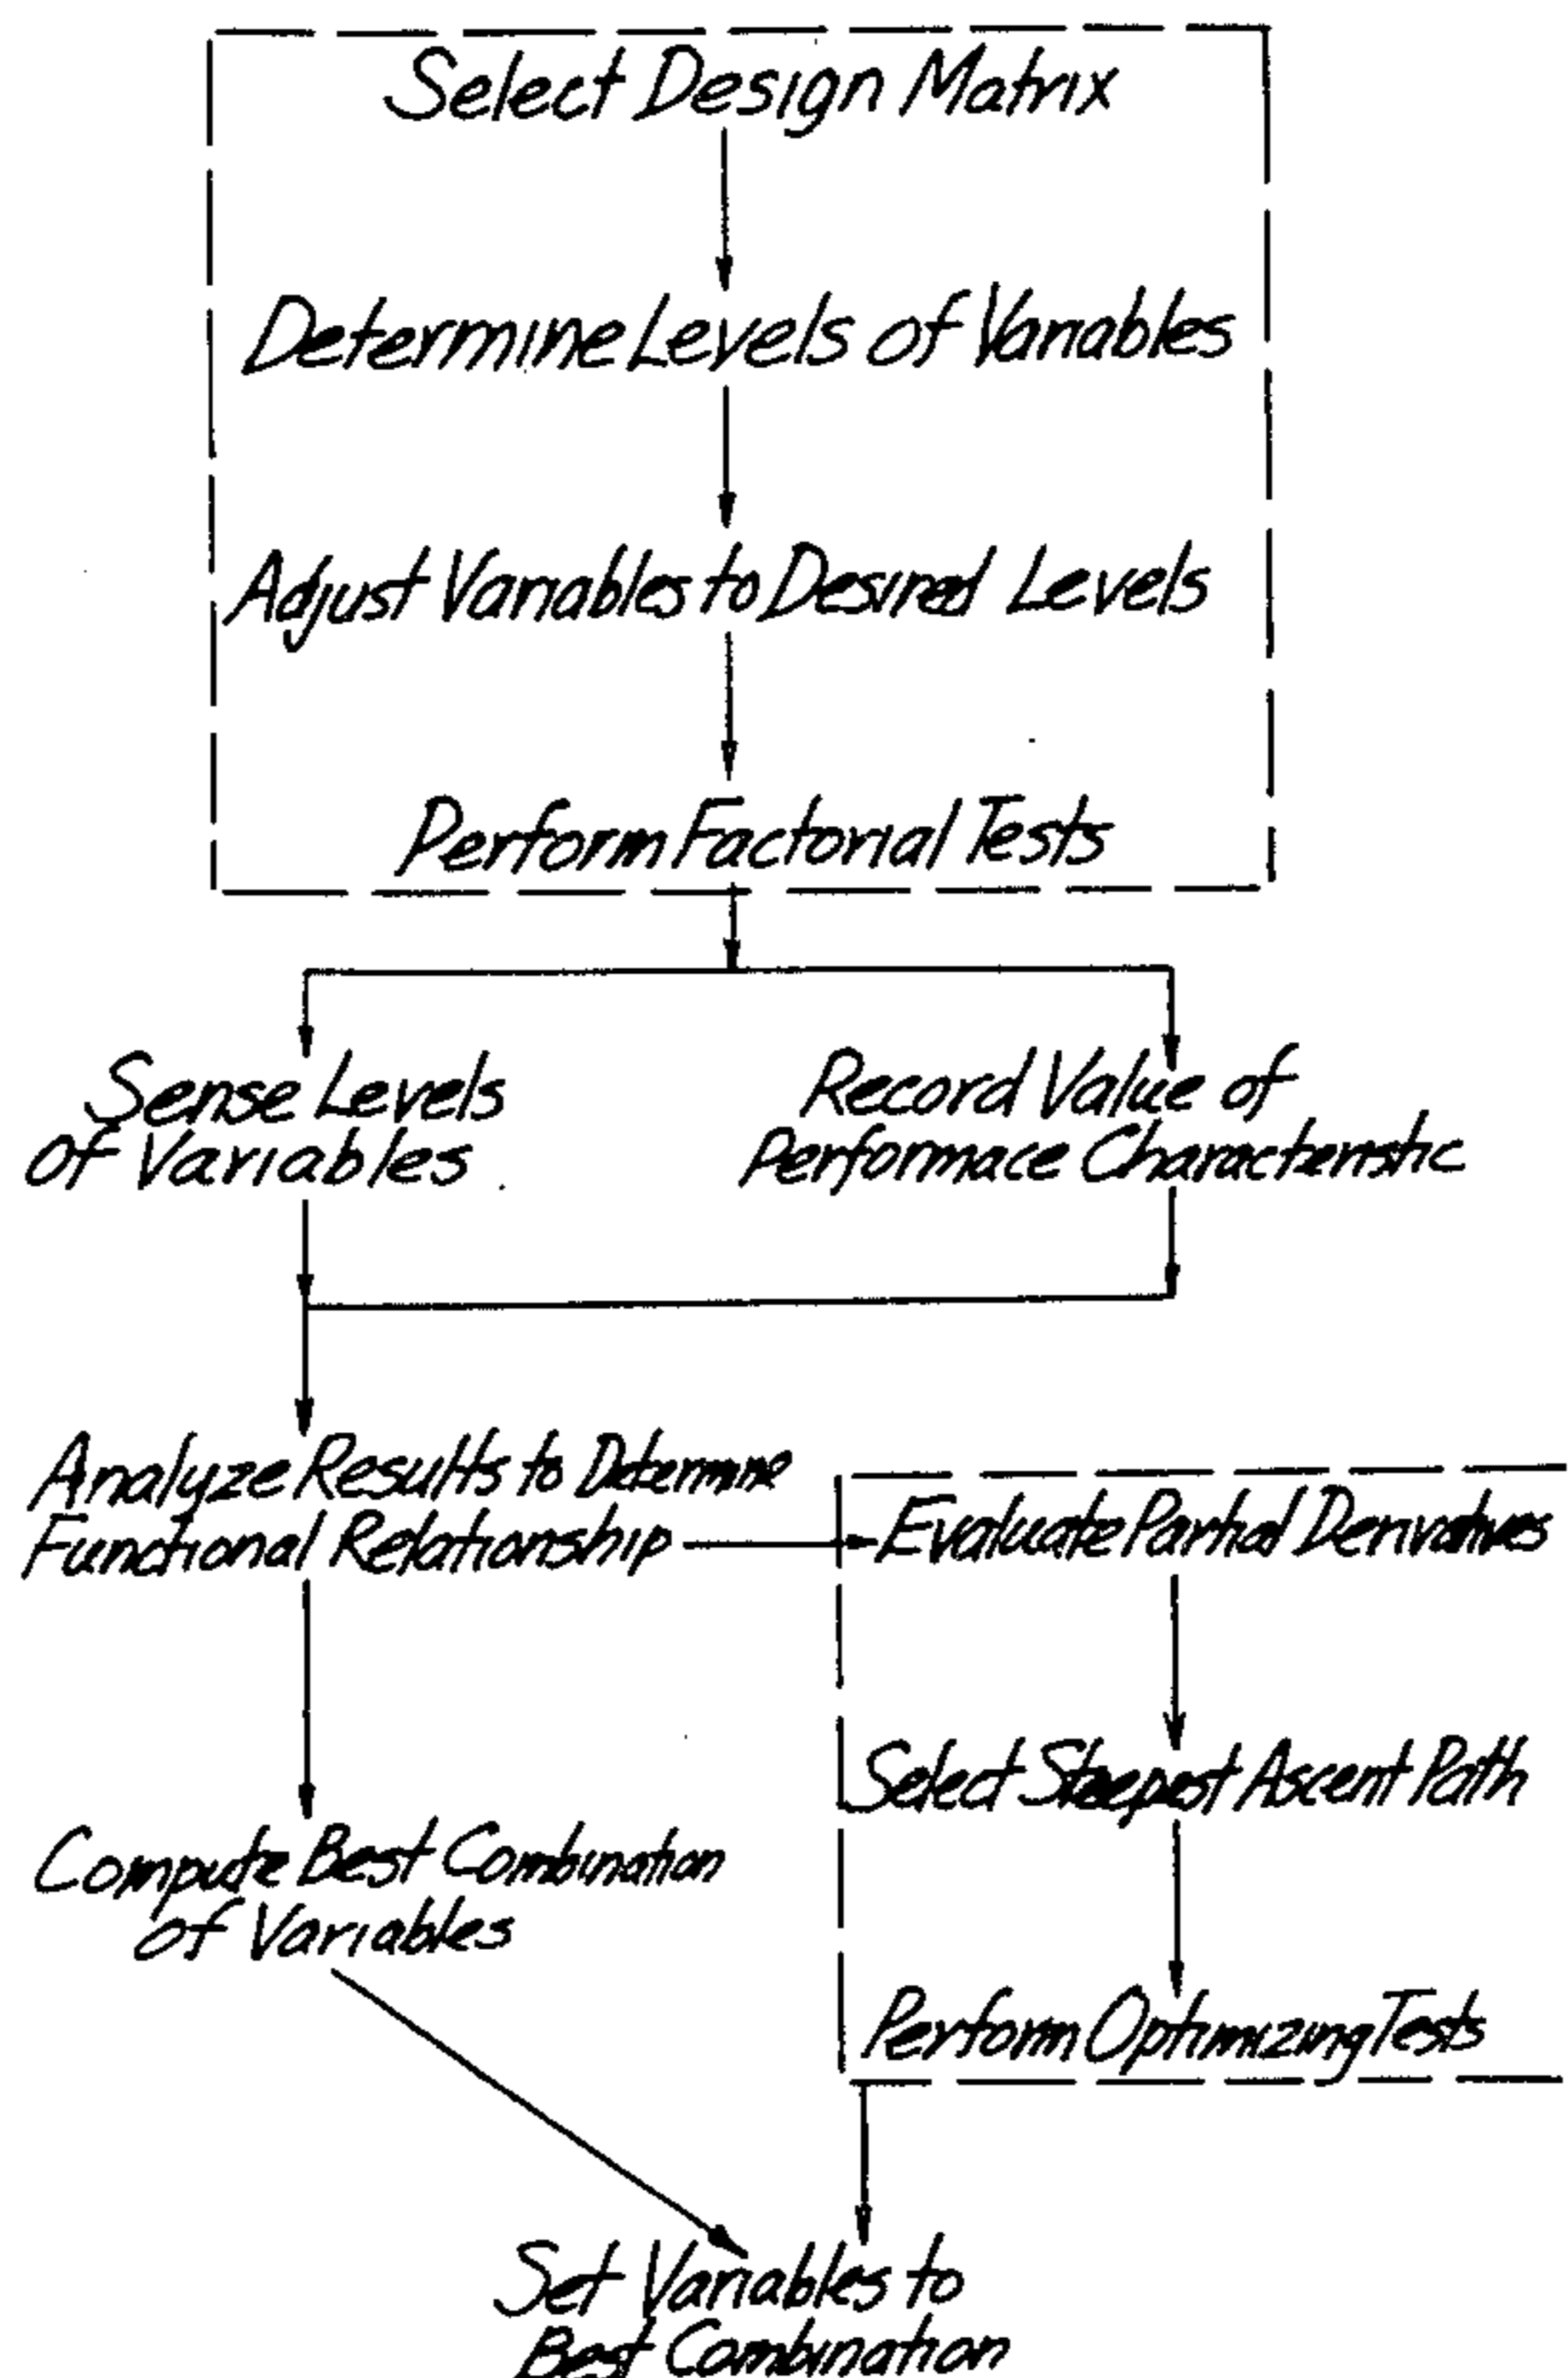 Select Design Matrix
Determine Levels of Variables
Adjust Variables to Desired Levels
Perform Factorial Tests
Sense Levels
of Variables
Record Value of
Performace Characteristic
Analyze Results to Determine
Functional Relationship
Evaluate Partial Derivatives
Select Steepest Ascent Path
Compute Best Combination
of Variables
Perform Optimizing Tests
Set Variables to
Best Combination